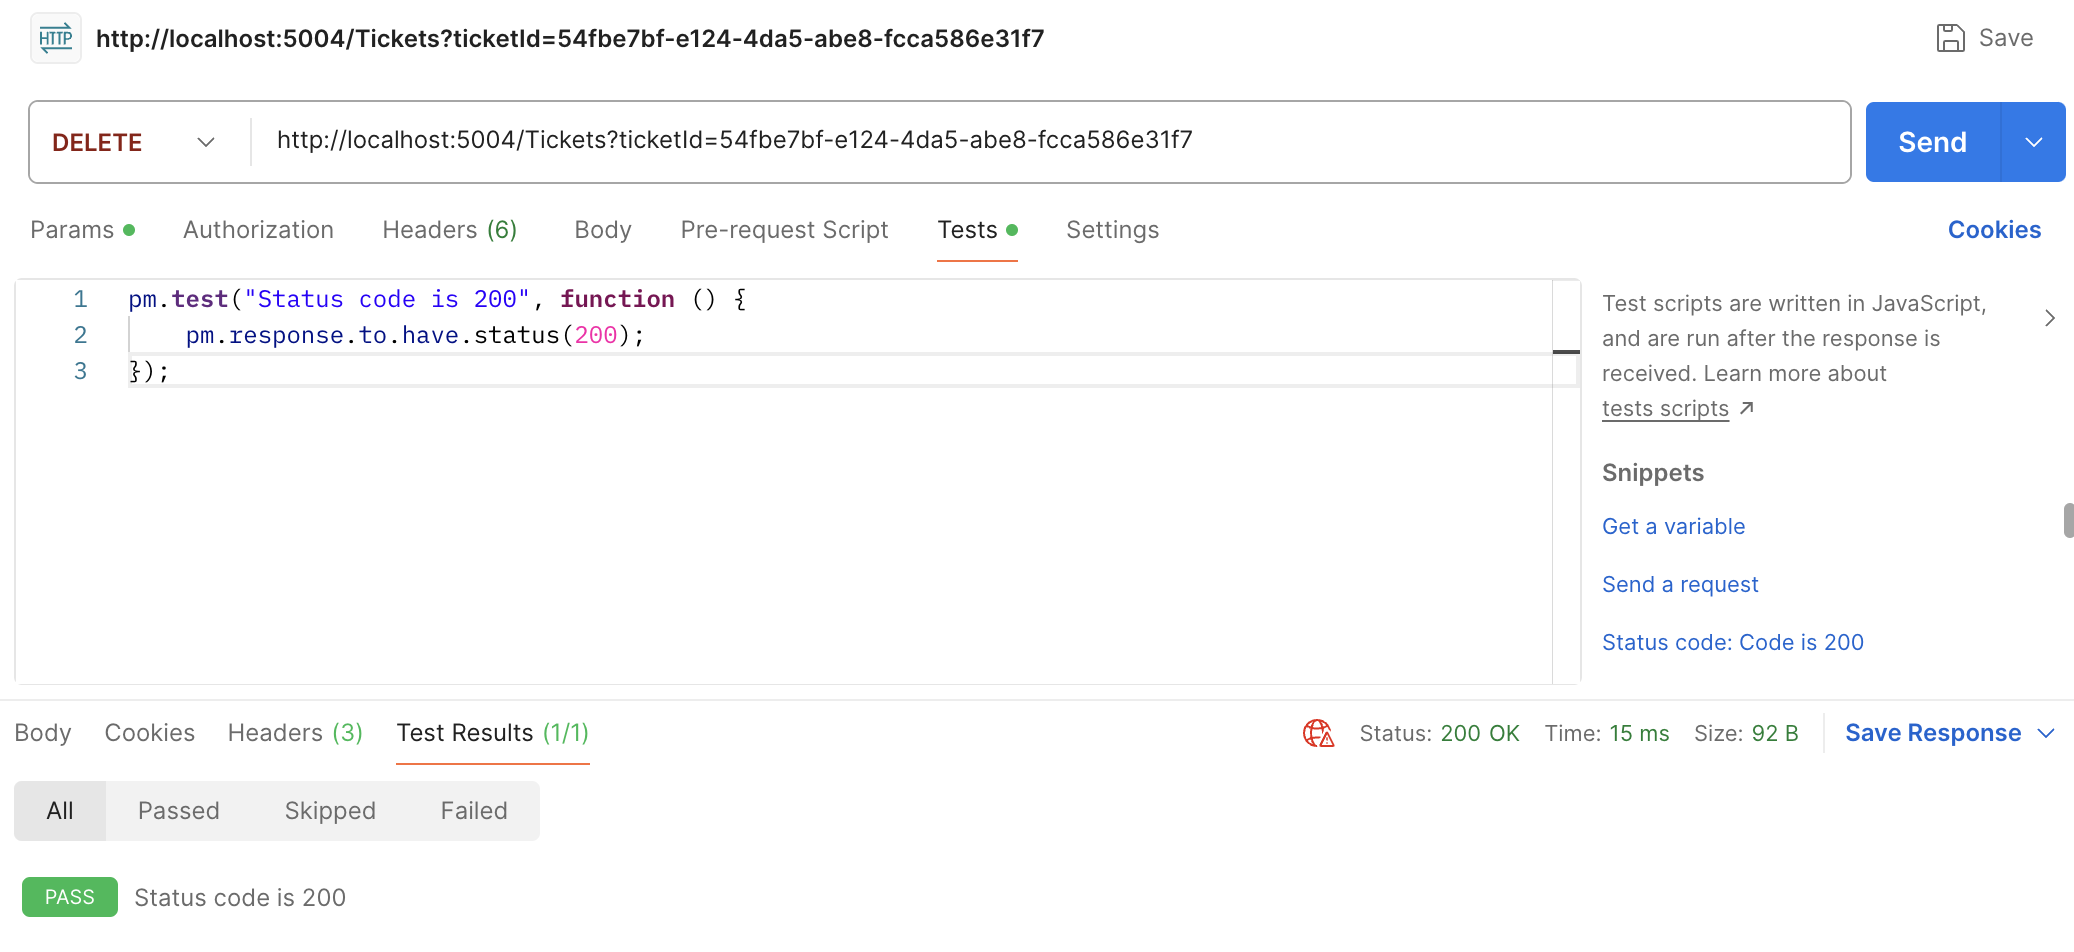 HTTP http://localhost:5004/Tickets?ticketId=54fbe7bf-e124-4da5-abe8-fcca586e31f7 Save
DELETE http://localhost:5004/Tickets?ticketId=54fbe7bf-e124-4da5-abe8-fcca586e31f7 Send
Params Authorization Headers (6) Body Pre-request Script Tests Settings Cookies
1 pm.test("Status code is 200", function () {
2 pm.response.to.have.status(200);
3 });
Test scripts are written in JavaScript,
and are run after the response is
received. Learn more about
tests scripts ↗
Snippets
Get a variable
Send a request
Status code: Code is 200
Body Cookies Headers (3) Test Results (1/1) Status: 200 OK Time: 15 ms Size: 92 B Save Response
All Passed Skipped Failed
PASS Status code is 200